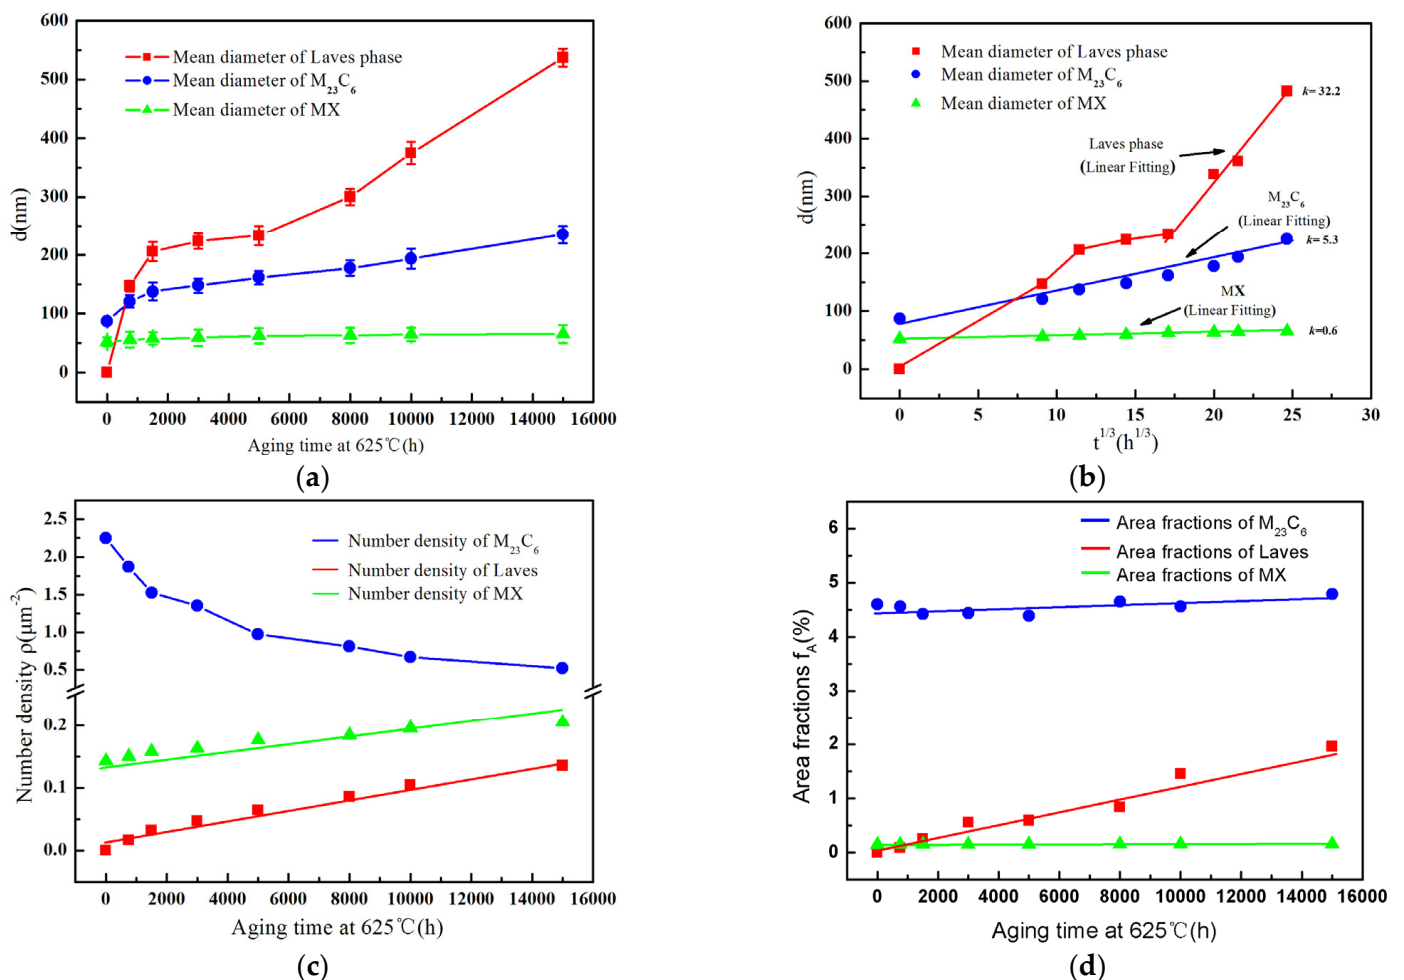 600
500
400
300
200
100
0
d(nm)
Mean diameter of Laves phase
Mean diameter of M23C6
Mean diameter of MX
0 2000 4000 6000 8000 10000 12000 14000 16000
Aging time at 625℃(h)
(a)
600
500
400
300
200
100
0
d(nm)
Mean diameter of Laves phase
Mean diameter of M23C6
Mean diameter of MX
k= 32.2
Laves phase
(Linear Fitting)
M23C6
(Linear Fitting)
k= 5.3
MX
(Linear Fitting)
k=0.6
0 5 10 15 20 25 30
t1/3(h1/3)
(b)
2.5
2.0
1.5
1.0
0.5
0.2
0.1
0.0
Number density ρ(μm-2)
Number density of M23C6
Number density of Laves
Number density of MX
0 2000 4000 6000 8000 10000 12000 14000 16000
Aging time at 625℃(h)
(c)
6
5
4
3
2
1
0
Area fractions fA(%)
Area fractions of M23C6
Area fractions of Laves
Area fractions of MX
0 2000 4000 6000 8000 10000 12000 14000 16000
Aging time at 625℃(h)
(d)